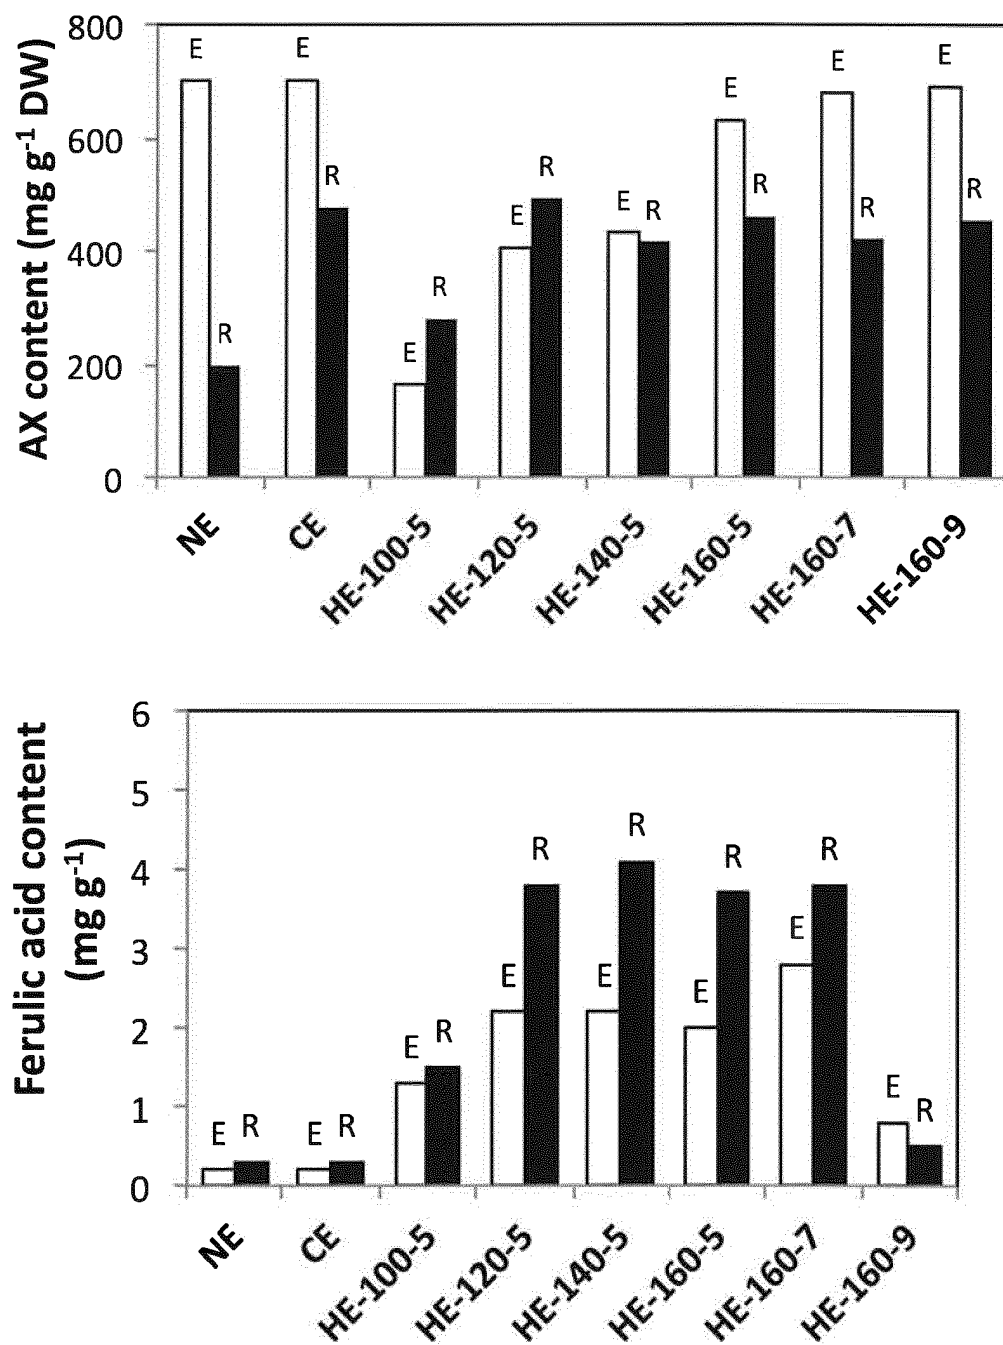 AX content (mg g⁻¹ DW)
800
600
400
200
0
E
R
E
R
E
R
E
R
E
R
E
R
E
R
E
R
NE
CE
HE-100-5
HE-120-5
HE-140-5
HE-160-5
HE-160-7
HE-160-9
Ferulic acid content
(mg g⁻¹)
6
5
4
3
2
1
0
E
R
E
R
E
R
E
R
E
R
E
R
E
R
E
R
NE
CE
HE-100-5
HE-120-5
HE-140-5
HE-160-5
HE-160-7
HE-160-9